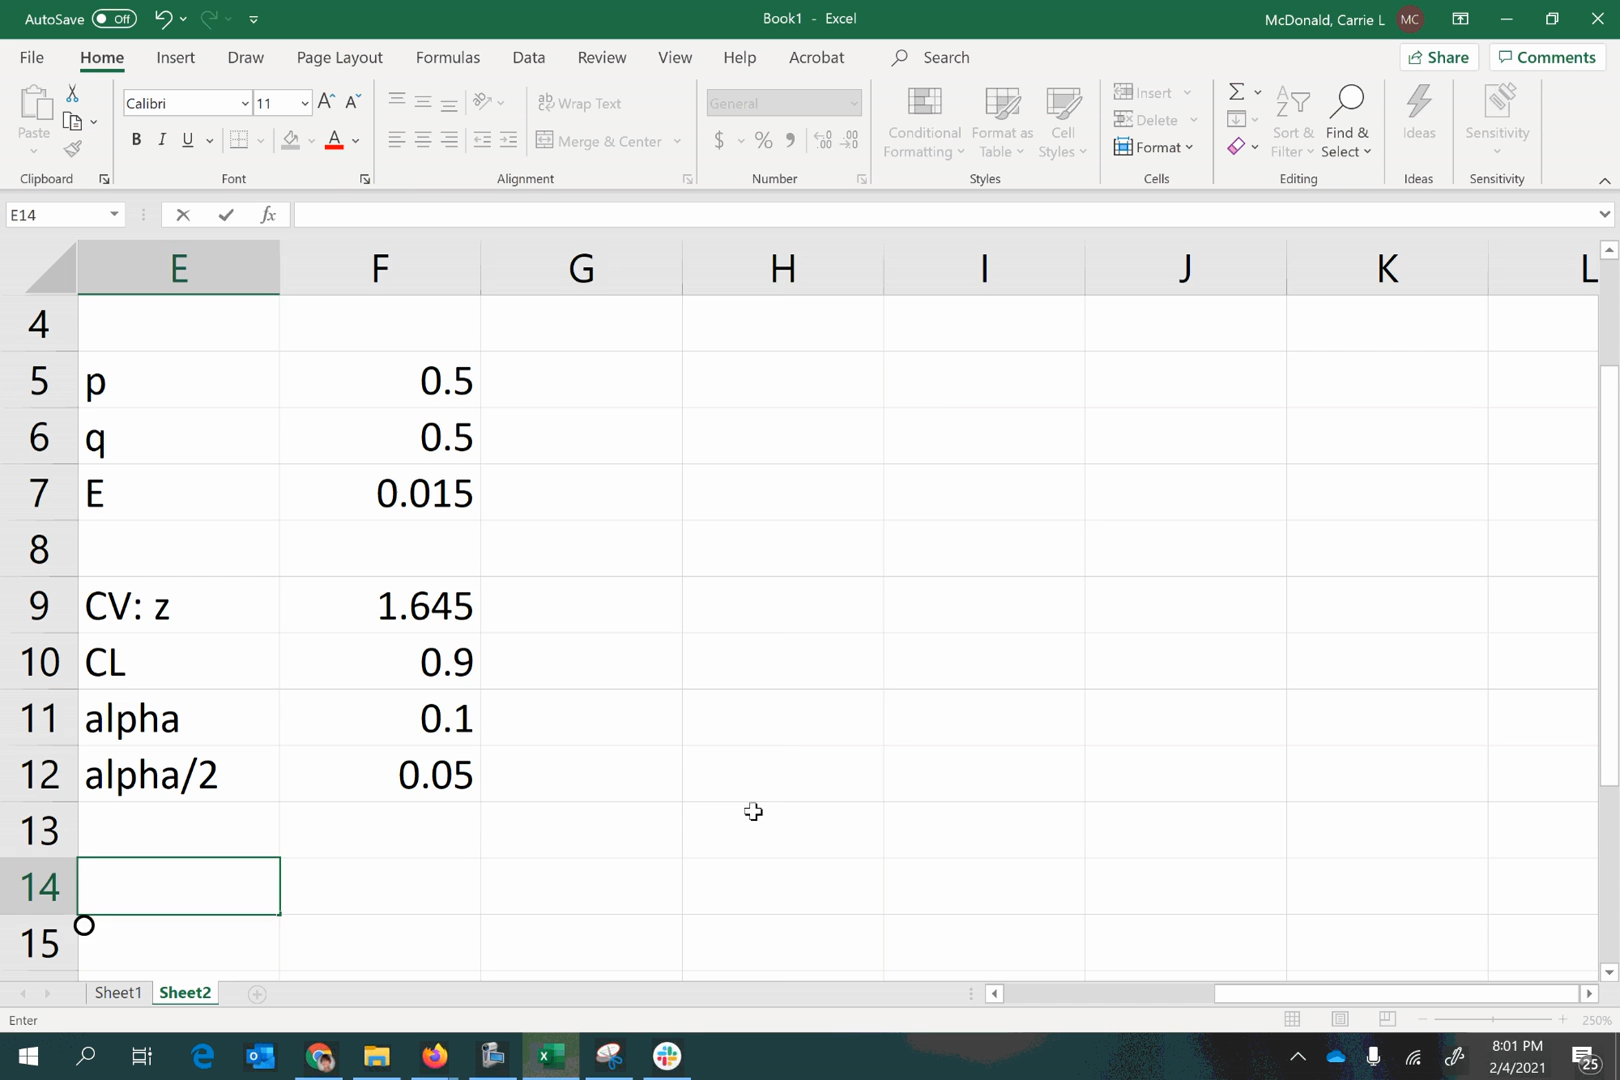 AutoSave Off Book1 - Excel McDonald, Carrie L MC
File Home Insert Draw Page Layout Formulas Data Review View Help Acrobat Search Share Comments
Calibri 11 A A Wrap Text General Insert
Paste B I U A Merge & Center $ % Conditional Formatting Format as Table Cell Styles Delete Format Sort & Filter Find & Select Ideas Sensitivity
Clipboard Font Alignment Number Styles Cells Editing Ideas Sensitivity
E14 fx
E F G H I J K L
4
5 p 0.5
6 q 0.5
7 E 0.015
8
9 CV: z 1.645
10 CL 0.9
11 alpha 0.1
12 alpha/2 0.05
13
14
15
Sheet1 Sheet2
Enter 250%
8:01 PM
2/4/2021 25